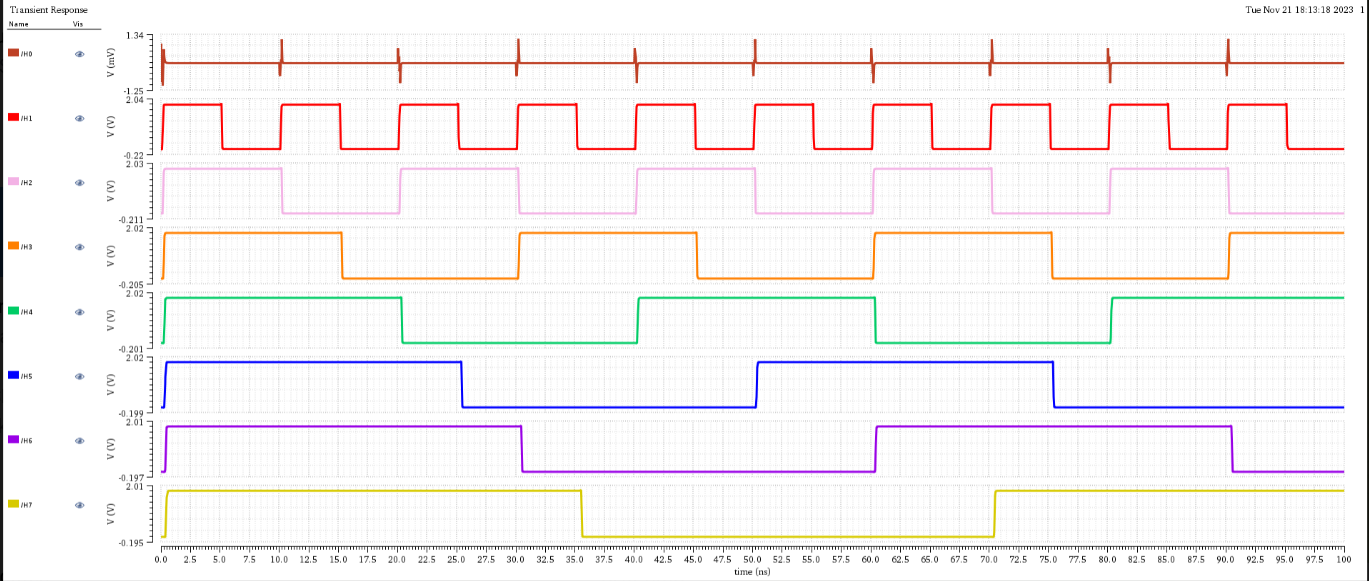 Transient Response
Tue Nov 21 18:13:18 2023 1
Name Vis
/H0
1.34
V (mV)
-1.25
/H1
2.04
V (V)
-0.22
/H2
2.03
V (V)
-0.211
/H3
2.02
V (V)
-0.205
/H4
2.02
V (V)
-0.201
/H5
2.02
V (V)
-0.199
/H6
2.01
V (V)
-0.197
/H7
2.01
V (V)
-0.195
0.0 2.5 5.0 7.5 10.0 12.5 15.0 17.5 20.0 22.5 25.0 27.5 30.0 32.5 35.0 37.5 40.0 42.5 45.0 47.5 50.0 52.5 55.0 57.5 60.0 62.5 65.0 67.5 70.0 72.5 75.0 77.5 80.0 82.5 85.0 87.5 90.0 92.5 95.0 97.5 100
time (ns)